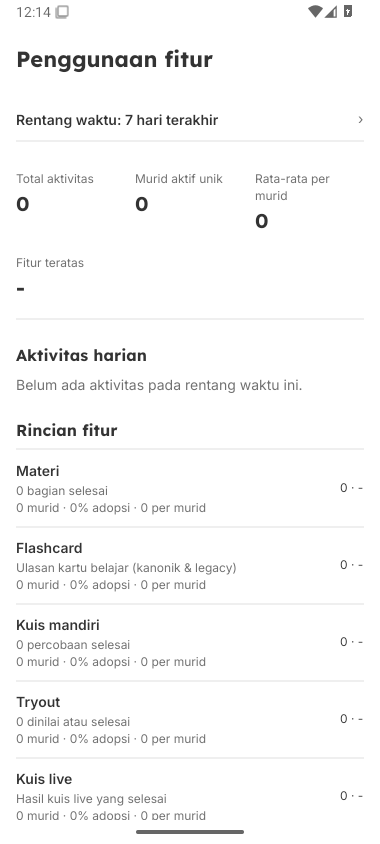 12:14
Penggunaan fitur
Rentang waktu: 7 hari terakhir
Total aktivitas
0
Murid aktif unik
0
Rata-rata per
murid
0
Fitur teratas
-
Aktivitas harian
Belum ada aktivitas pada rentang waktu ini.
Rincian fitur
Materi
0 bagian selesai
0 murid · 0% adopsi · 0 per murid
0 · -
Flashcard
Ulasan kartu belajar (kanonik & legacy)
0 murid · 0% adopsi · 0 per murid
0 · -
Kuis mandiri
0 percobaan selesai
0 murid · 0% adopsi · 0 per murid
0 · -
Tryout
0 dinilai atau selesai
0 murid · 0% adopsi · 0 per murid
0 · -
Kuis live
Hasil kuis live yang selesai
0 murid · 0% adopsi · 0 per murid
0 · -